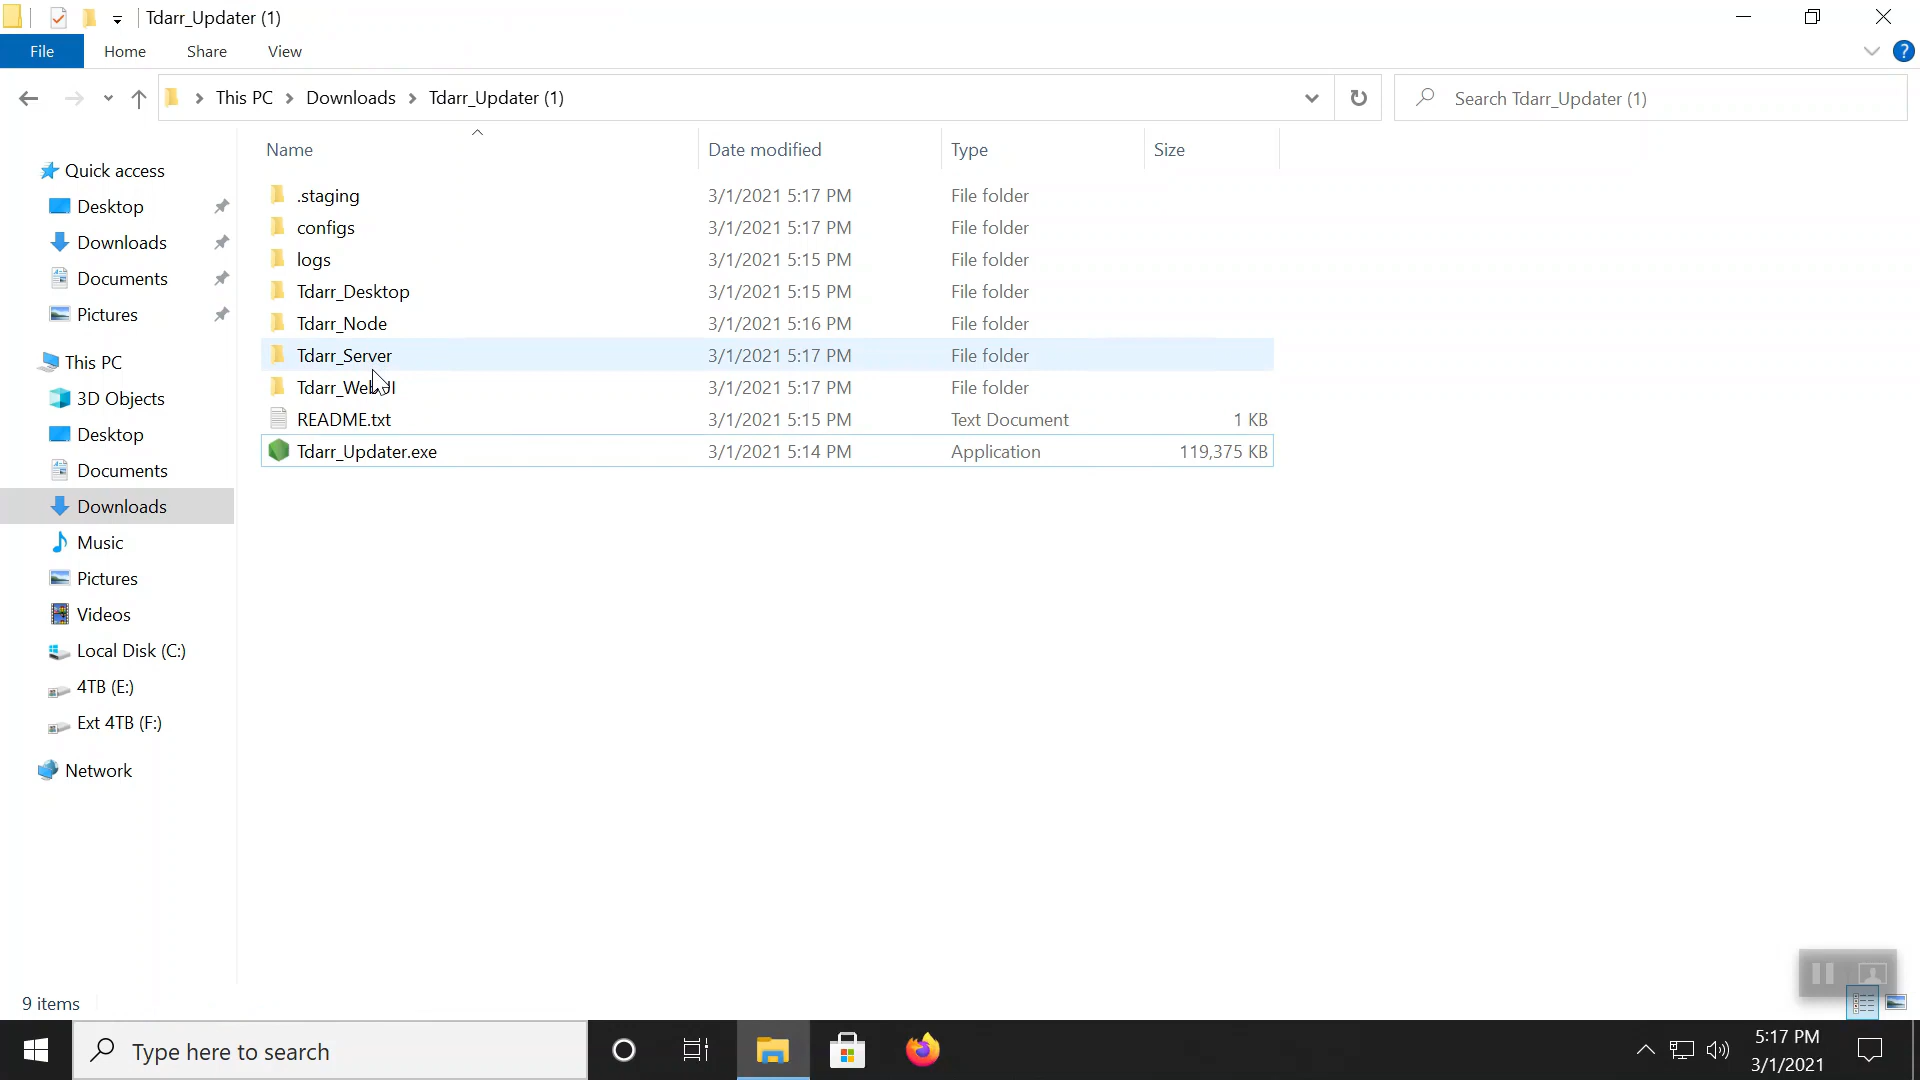 Tdarr_Updater (1)
File Home Share View
This PC Downloads Tdarr_Updater (1) Search Tdarr_Updater (1)
Name Date modified Type Size
Quick access
Desktop
Downloads
Documents
Pictures
This PC
3D Objects
Desktop
Documents
Downloads
Music
Pictures
Videos
Local Disk (C:)
4TB (E:)
Ext 4TB (F:)
Network
.staging 3/1/2021 5:17 PM File folder
configs 3/1/2021 5:17 PM File folder
logs 3/1/2021 5:15 PM File folder
Tdarr_Desktop 3/1/2021 5:15 PM File folder
Tdarr_Node 3/1/2021 5:16 PM File folder
Tdarr_Server 3/1/2021 5:17 PM File folder
Tdarr_WebUI 3/1/2021 5:17 PM File folder
README.txt 3/1/2021 5:15 PM Text Document 1 KB
Tdarr_Updater.exe 3/1/2021 5:14 PM Application 119,375 KB
9 items
Type here to search
5:17 PM
3/1/2021